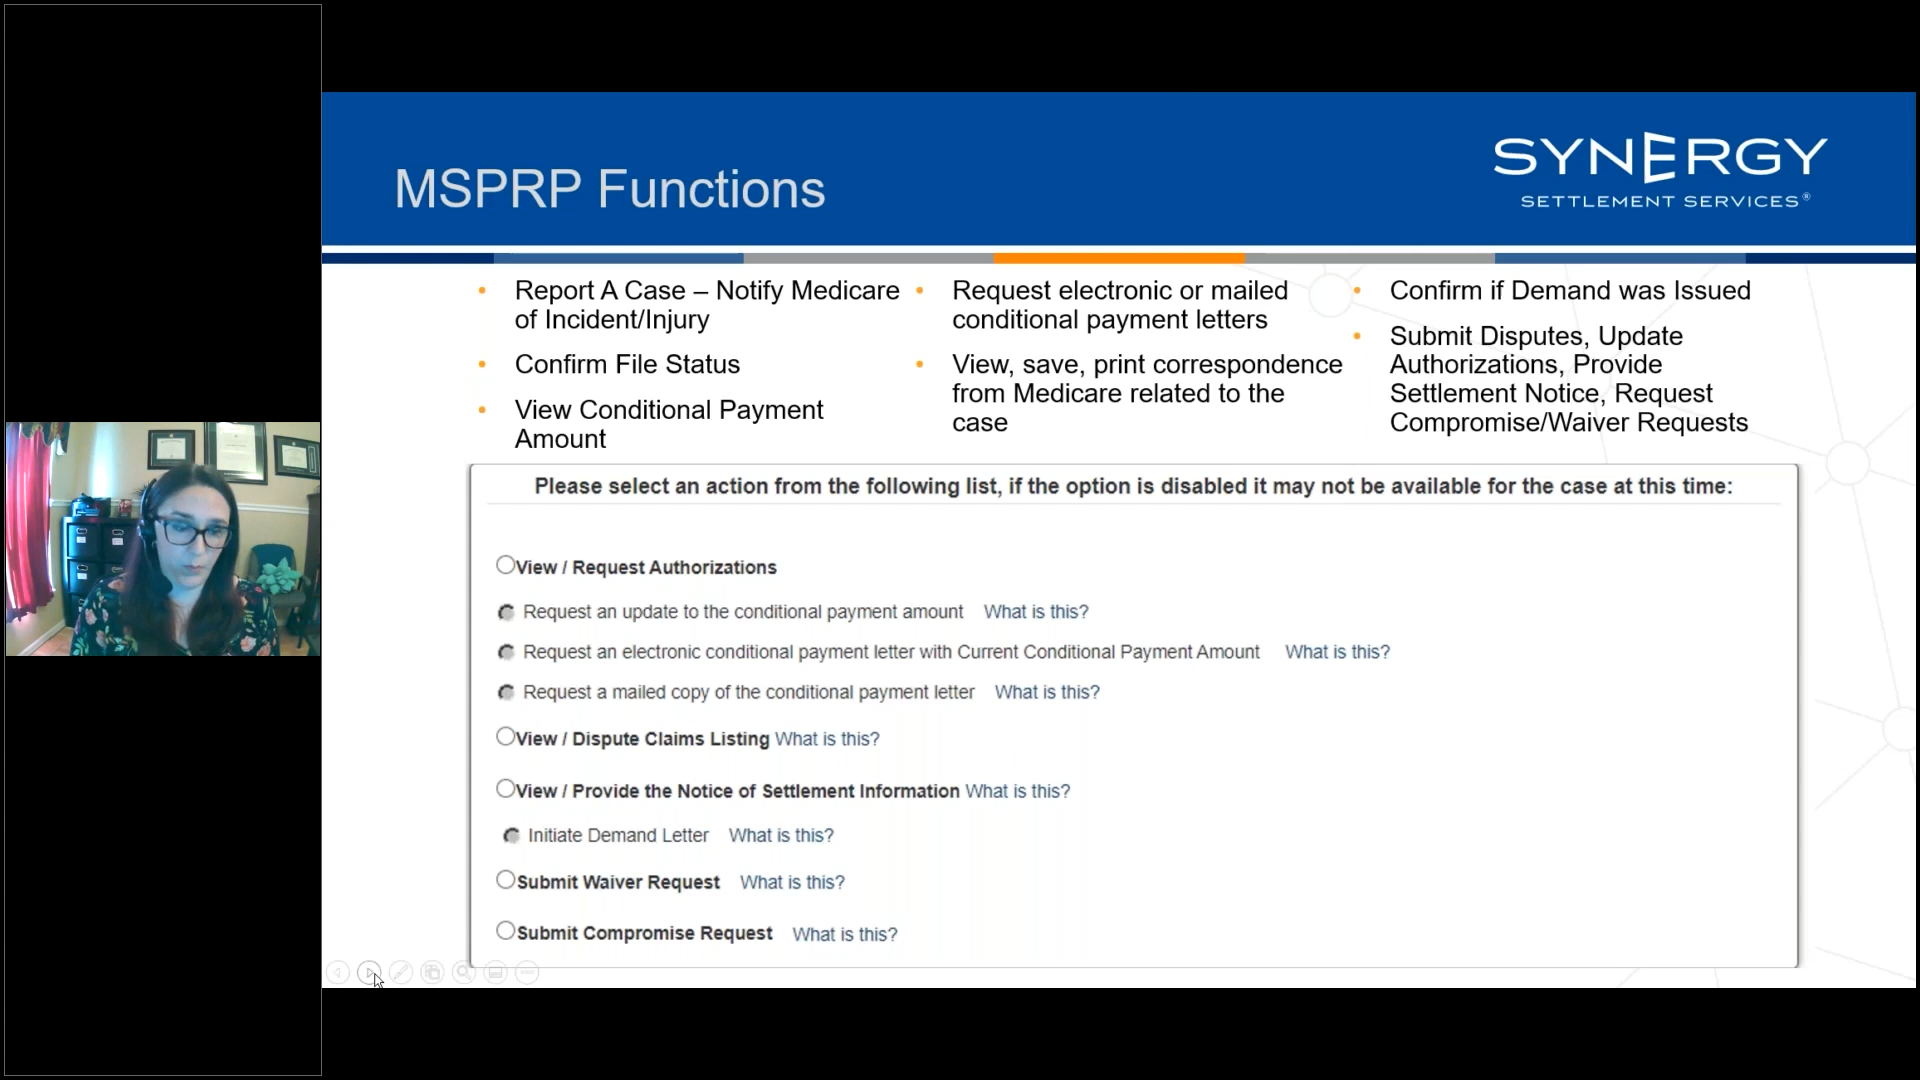 MSPRP Functions
SYNERGY
SETTLEMENT SERVICES®
• Report A Case – Notify Medicare
of Incident/Injury
• Confirm File Status
• View Conditional Payment
Amount
• Request electronic or mailed
conditional payment letters
• View, save, print correspondence
from Medicare related to the
case
• Confirm if Demand was Issued
• Submit Disputes, Update
Authorizations, Provide
Settlement Notice, Request
Compromise/Waiver Requests
Please select an action from the following list, if the option is disabled it may not be available for the case at this time:
View / Request Authorizations
Request an update to the conditional payment amount What is this?
Request an electronic conditional payment letter with Current Conditional Payment Amount What is this?
Request a mailed copy of the conditional payment letter What is this?
View / Dispute Claims Listing What is this?
View / Provide the Notice of Settlement Information What is this?
Initiate Demand Letter What is this?
Submit Waiver Request What is this?
Submit Compromise Request What is this?